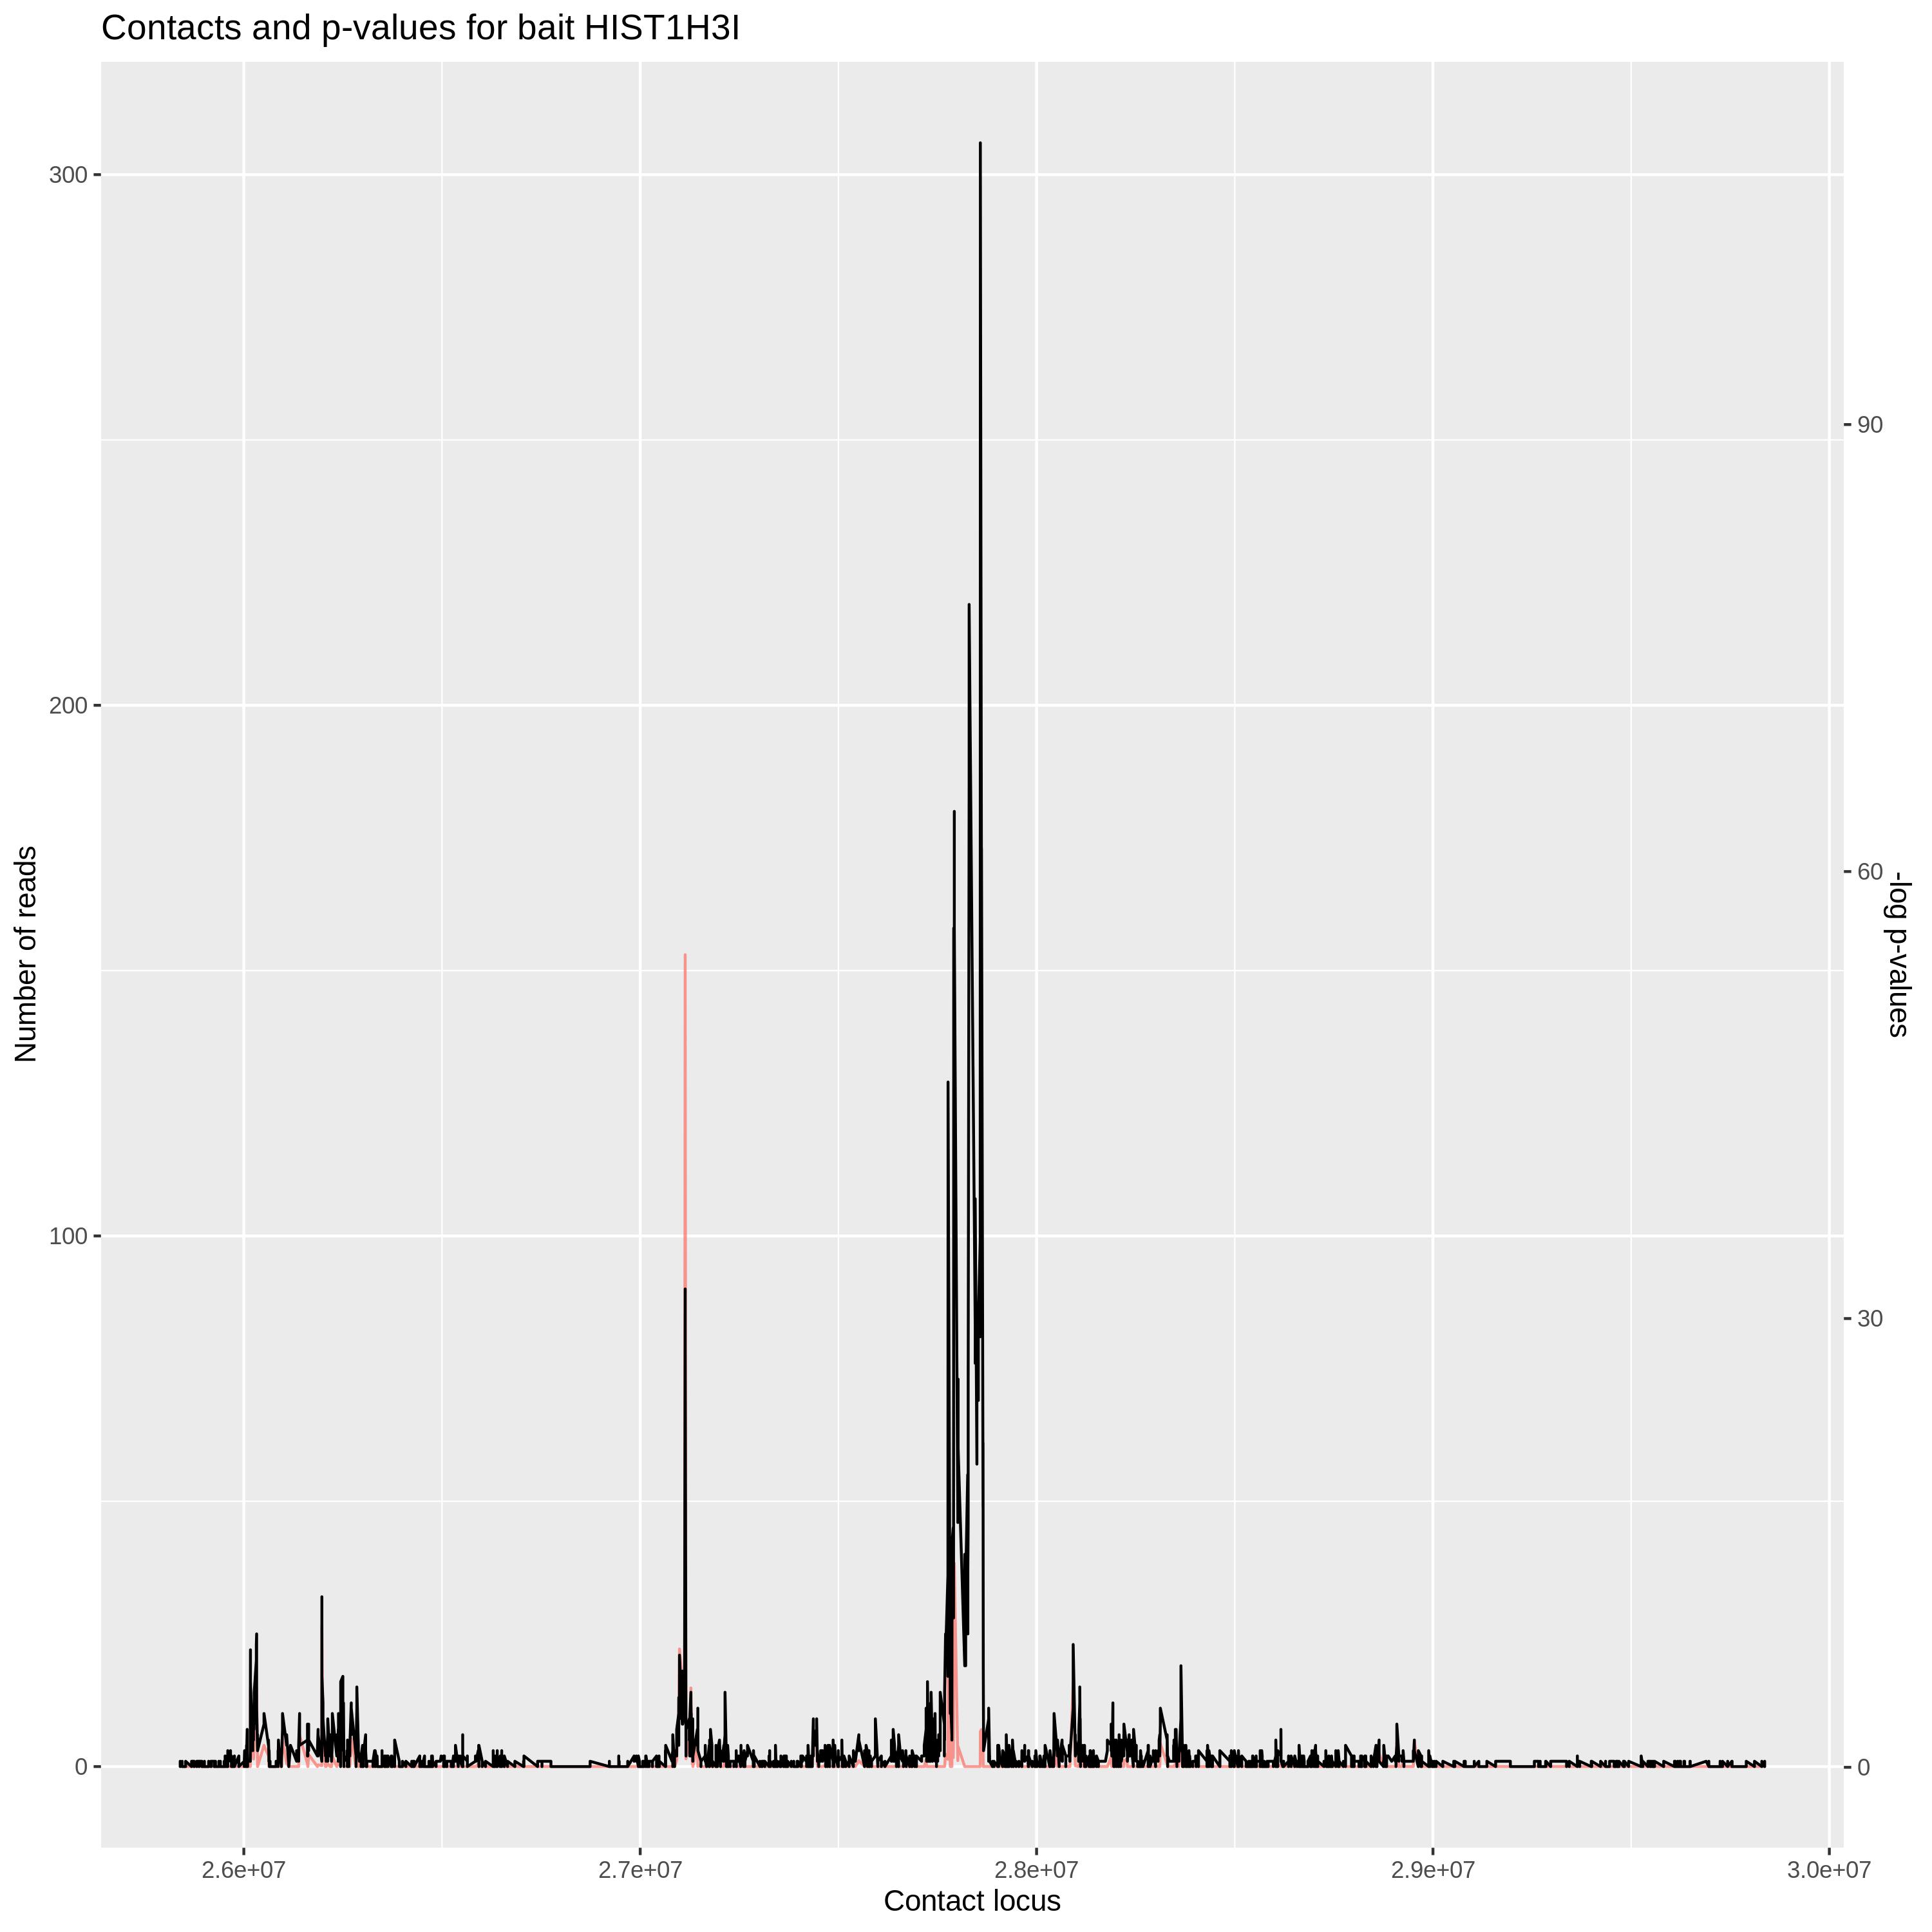 Contacts and p-values for bait HIST1H3I
300
200
100
0
90
60
30
0
Number of reads
-log p-values
2.6e+07 2.7e+07 2.8e+07 2.9e+07 3.0e+07
Contact locus